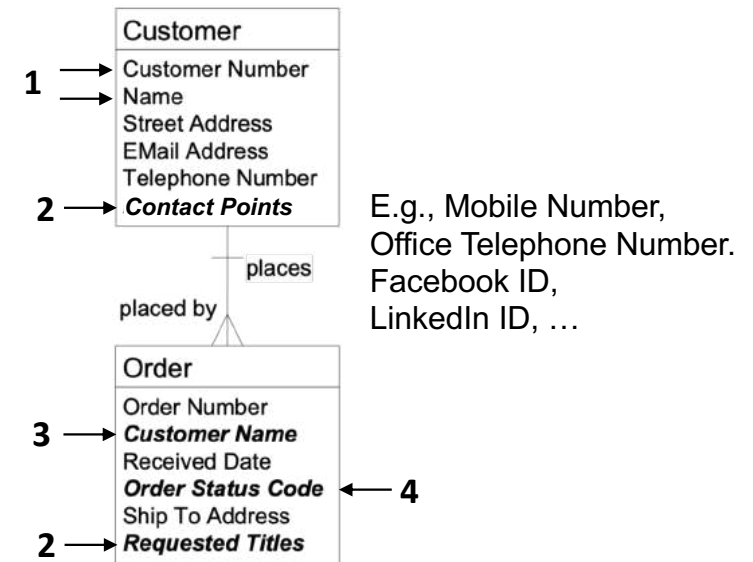 Customer
1
Customer Number
Name
Street Address
EMail Address
Telephone Number
2
Contact Points
E.g., Mobile Number,
Office Telephone Number.
Facebook ID,
LinkedIn ID, …
places
placed by
Order
Order Number
3
Customer Name
Received Date
Order Status Code
4
Ship To Address
2
Requested Titles